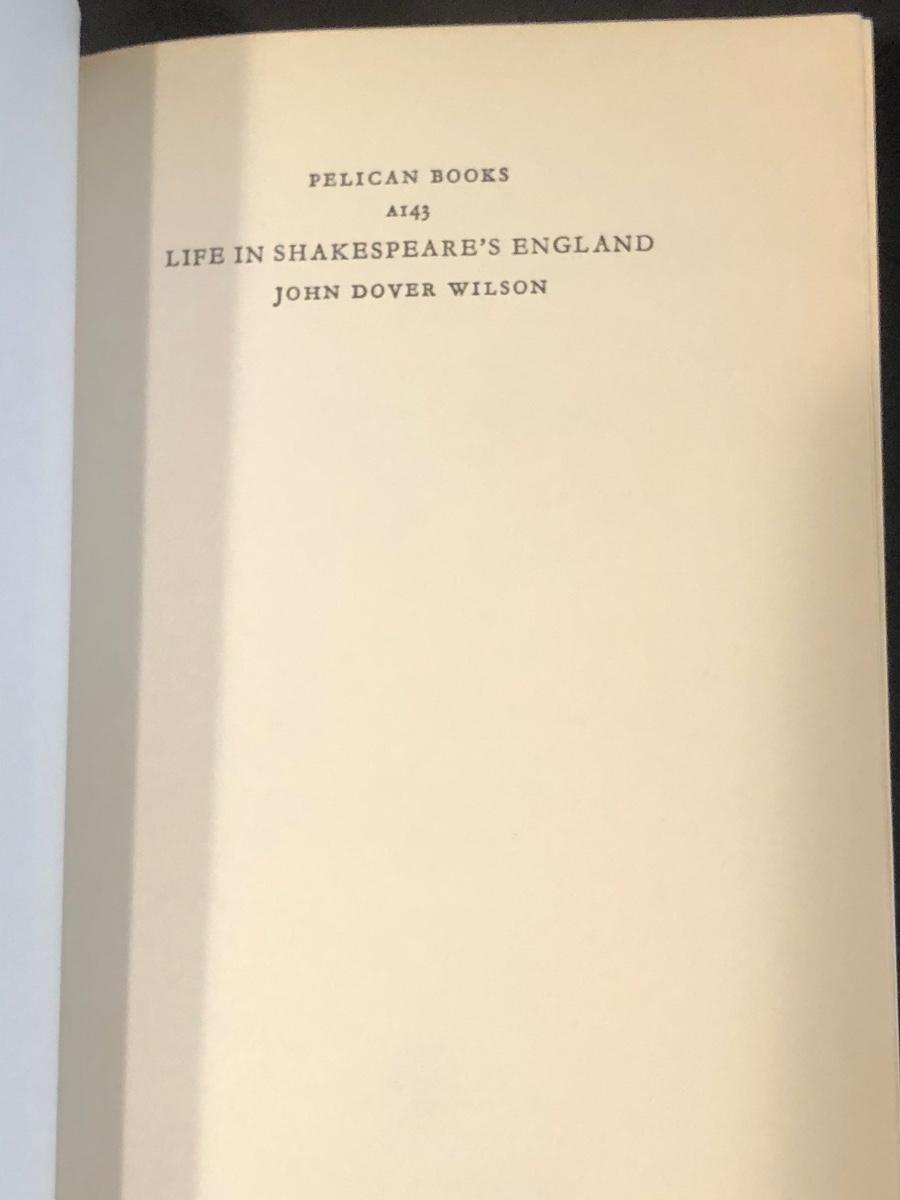 PELICAN BOOKS
A143
LIFE IN SHAKESPEARE'S ENGLAND
JOHN DOVER WILSON